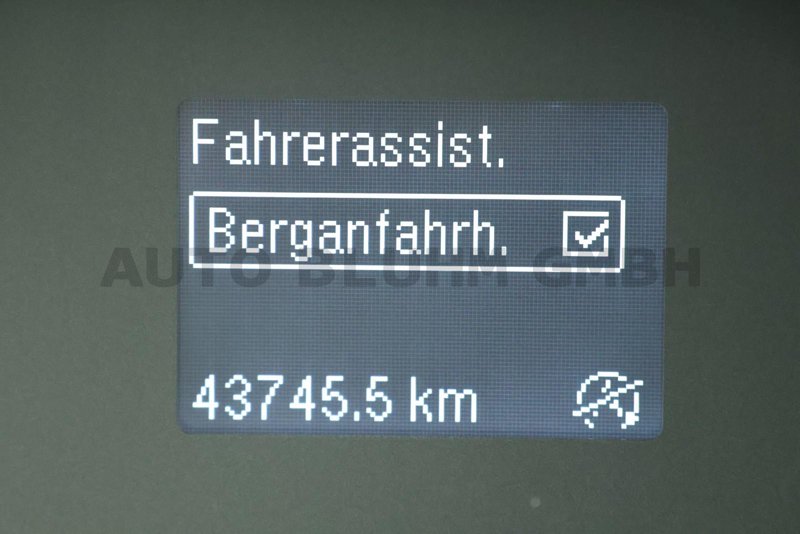 Fahrerassist.
Berganfahrh.
AUTO BLUHM GMBH
43745.5 km